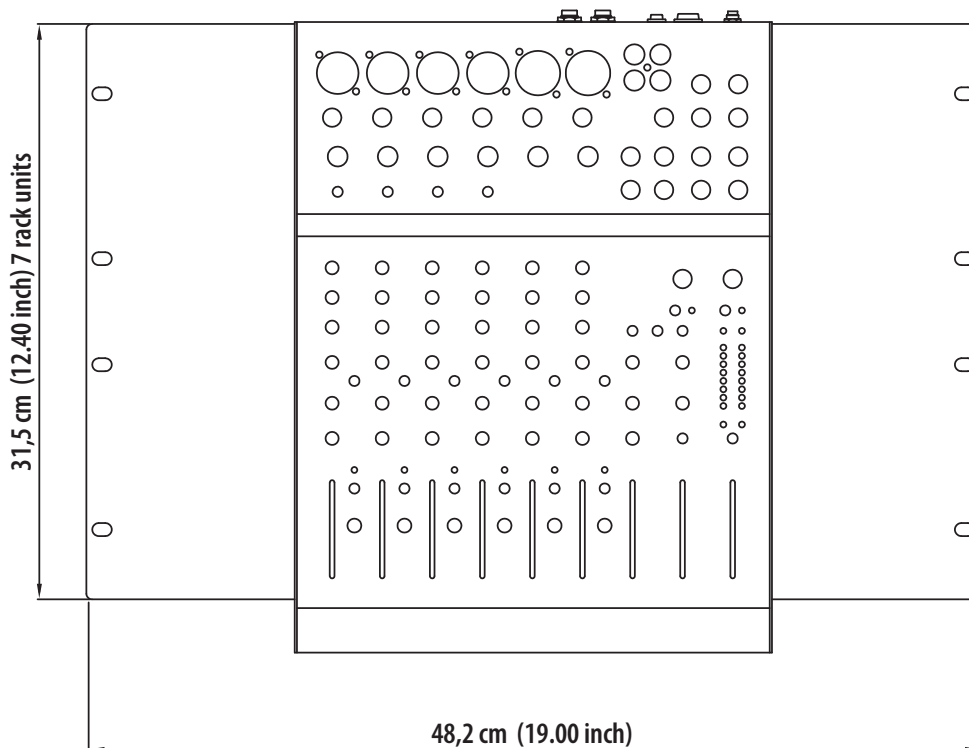 31,5 cm (12.40 inch) 7 rack units
48,2 cm (19.00 inch)